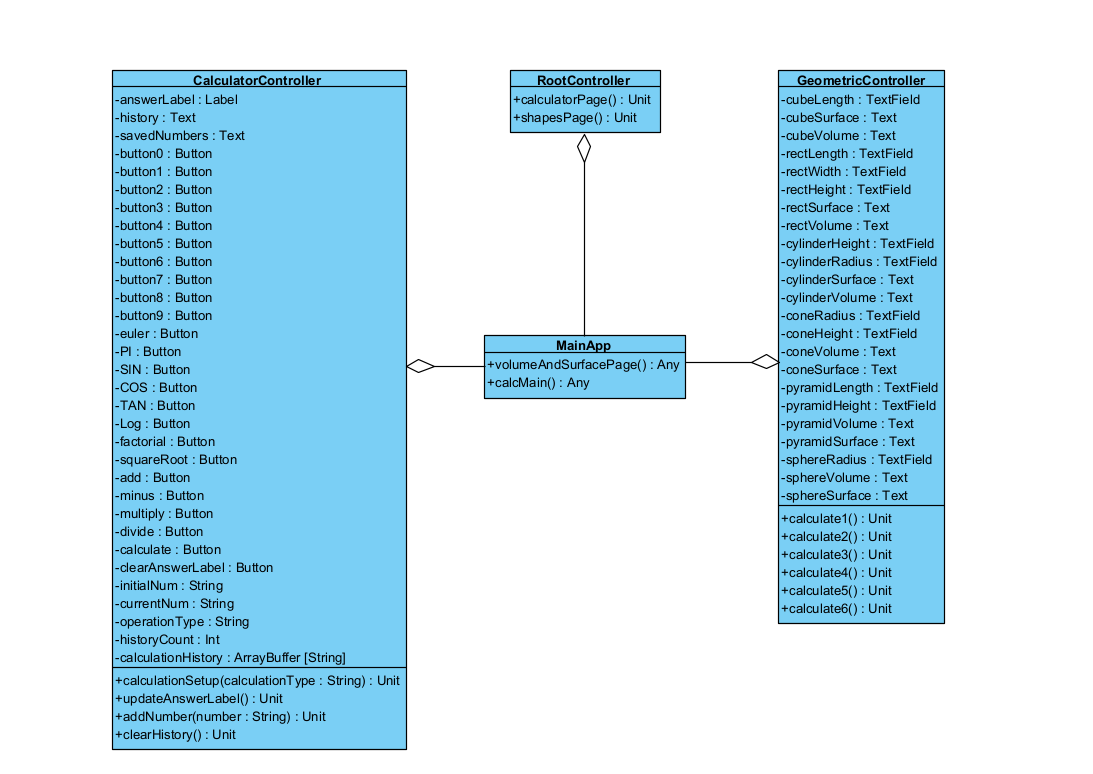 CalculatorController
-answerLabel : Label
-history : Text
-savedNumbers : Text
-button0 : Button
-button1 : Button
-button2 : Button
-button3 : Button
-button4 : Button
-button5 : Button
-button6 : Button
-button7 : Button
-button8 : Button
-button9 : Button
-euler : Button
-PI : Button
-SIN : Button
-COS : Button
-TAN : Button
-Log : Button
-factorial : Button
-squareRoot : Button
-add : Button
-minus : Button
-multiply : Button
-divide : Button
-calculate : Button
-clearAnswerLabel : Button
-initialNum : String
-currentNum : String
-operationType : String
-historyCount : Int
-calculationHistory : ArrayBuffer [String]
+calculationSetup(calculationType : String) : Unit
+updateAnswerLabel() : Unit
+addNumber(number : String) : Unit
+clearHistory() : Unit
RootController
+calculatorPage() : Unit
+shapesPage() : Unit
MainApp
+volumeAndSurfacePage() : Any
+calcMain() : Any
GeometricController
-cubeLength : TextField
-cubeSurface : Text
-cubeVolume : Text
-rectLength : TextField
-rectWidth : TextField
-rectHeight : TextField
-rectSurface : Text
-rectVolume : Text
-cylinderHeight : TextField
-cylinderRadius : TextField
-cylinderSurface : Text
-cylinderVolume : Text
-coneRadius : TextField
-coneHeight : TextField
-coneVolume : Text
-coneSurface : Text
-pyramidLength : TextField
-pyramidHeight : TextField
-pyramidVolume : Text
-pyramidSurface : Text
-sphereRadius : TextField
-sphereVolume : Text
-sphereSurface : Text
+calculate1() : Unit
+calculate2() : Unit
+calculate3() : Unit
+calculate4() : Unit
+calculate5() : Unit
+calculate6() : Unit